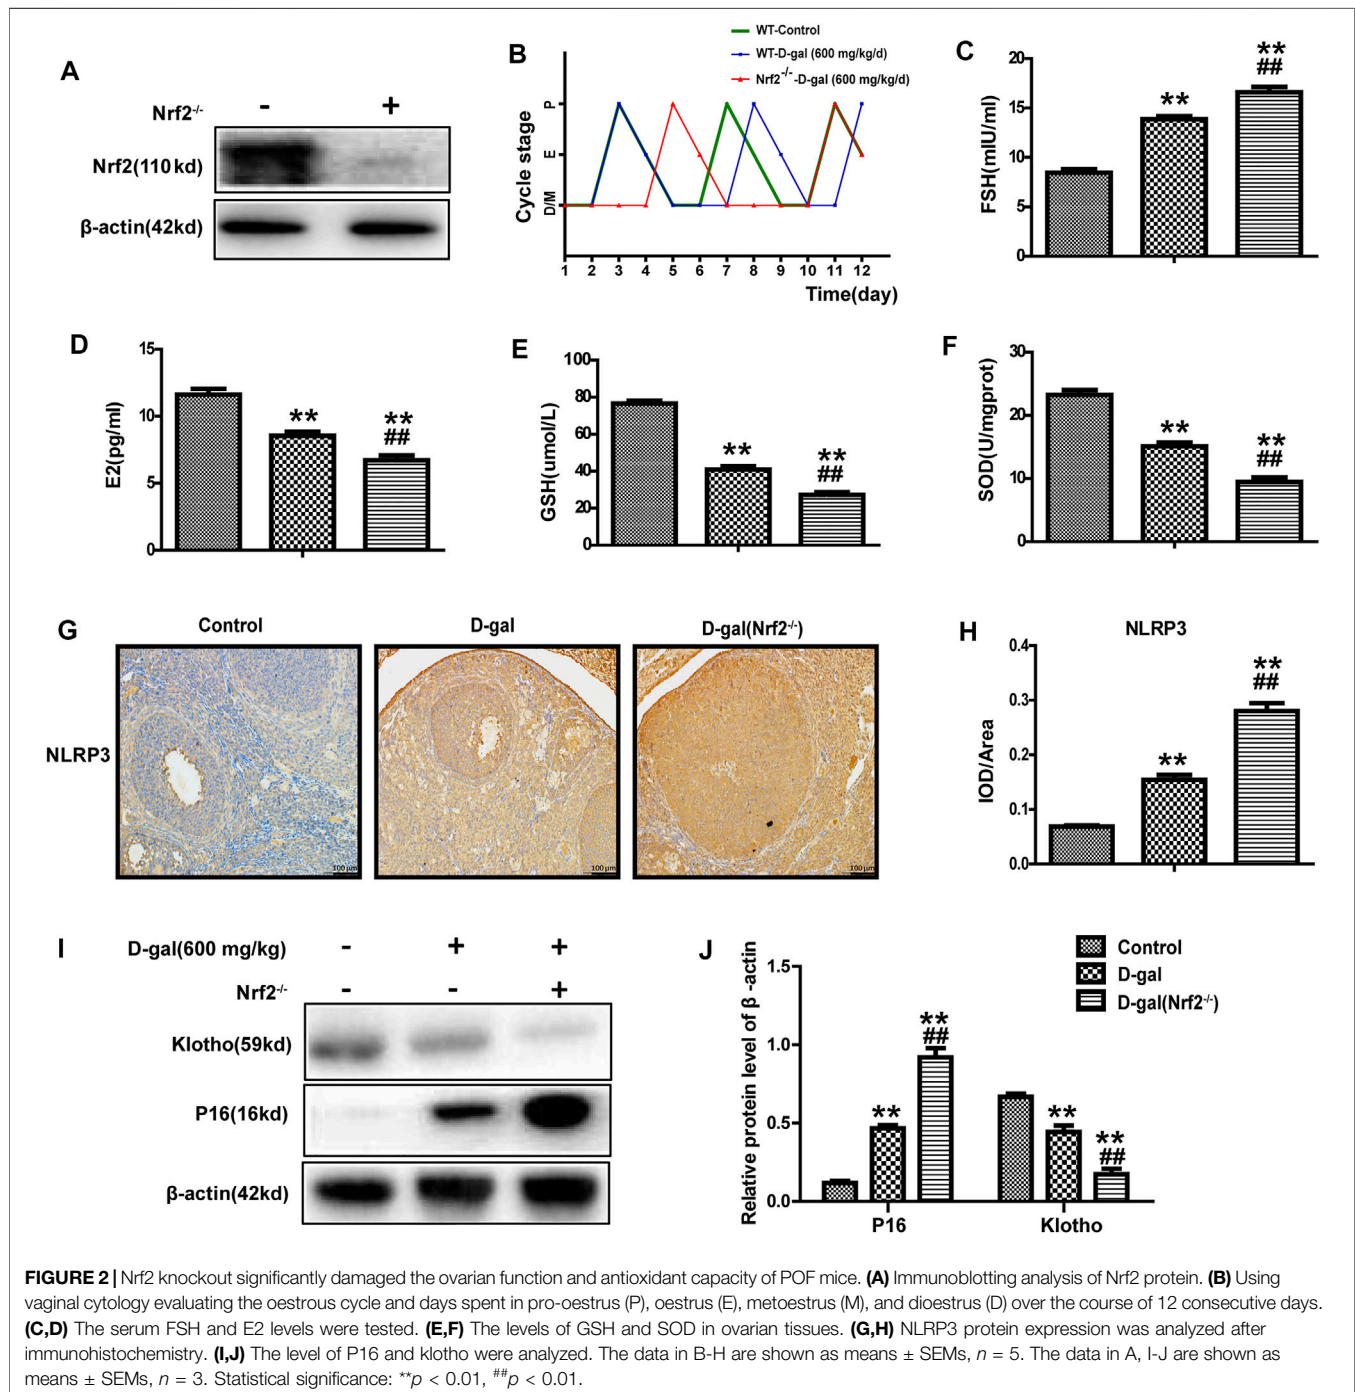 A
Nrf2-/- - +
Nrf2(110 kd)
β-actin(42kd)
B
WT-Control
WT-D-gal (600 mg/kg/d)
Nrf2-/--D-gal (600 mg/kg/d)
Cycle stage
P
E
D/M
1 2 3 4 5 6 7 8 9 10 11 12
Time(day)
C
FSH(mIU/ml)
20
15
10
5
0
**
**
##
D
E2(pg/ml)
15
10
5
0
**
**
##
E
GSH(umol/L)
100
80
60
40
20
0
**
**
##
F
SOD(U/mgprot)
30
20
10
0
**
**
##
G
Control D-gal D-gal(Nrf2-/-)
NLRP3
100 μm 100 μm 100 μm
H
NLRP3
IOD/Area
0.4
0.3
0.2
0.1
0.0
**
**
##
I
D-gal(600 mg/kg) - + +
Nrf2-/- - - +
Klotho(59kd)
P16(16kd)
β-actin(42kd)
J
Control
D-gal
D-gal(Nrf2-/-)
Relative protein level of β -actin
1.5
1.0
0.5
0.0
**
**
##
**
**
##
P16 Klotho
FIGURE 2 | Nrf2 knockout significantly damaged the ovarian function and antioxidant capacity of POF mice. (A) Immunoblotting analysis of Nrf2 protein. (B) Using
vaginal cytology evaluating the oestrous cycle and days spent in pro-oestrus (P), oestrus (E), metoestrus (M), and dioestrus (D) over the course of 12 consecutive days.
(C,D) The serum FSH and E2 levels were tested. (E,F) The levels of GSH and SOD in ovarian tissues. (G,H) NLRP3 protein expression was analyzed after
immunohistochemistry. (I,J) The level of P16 and klotho were analyzed. The data in B-H are shown as means ± SEMs, n = 5. The data in A, I-J are shown as
means ± SEMs, n = 3. Statistical significance: **p < 0.01, ##p < 0.01.